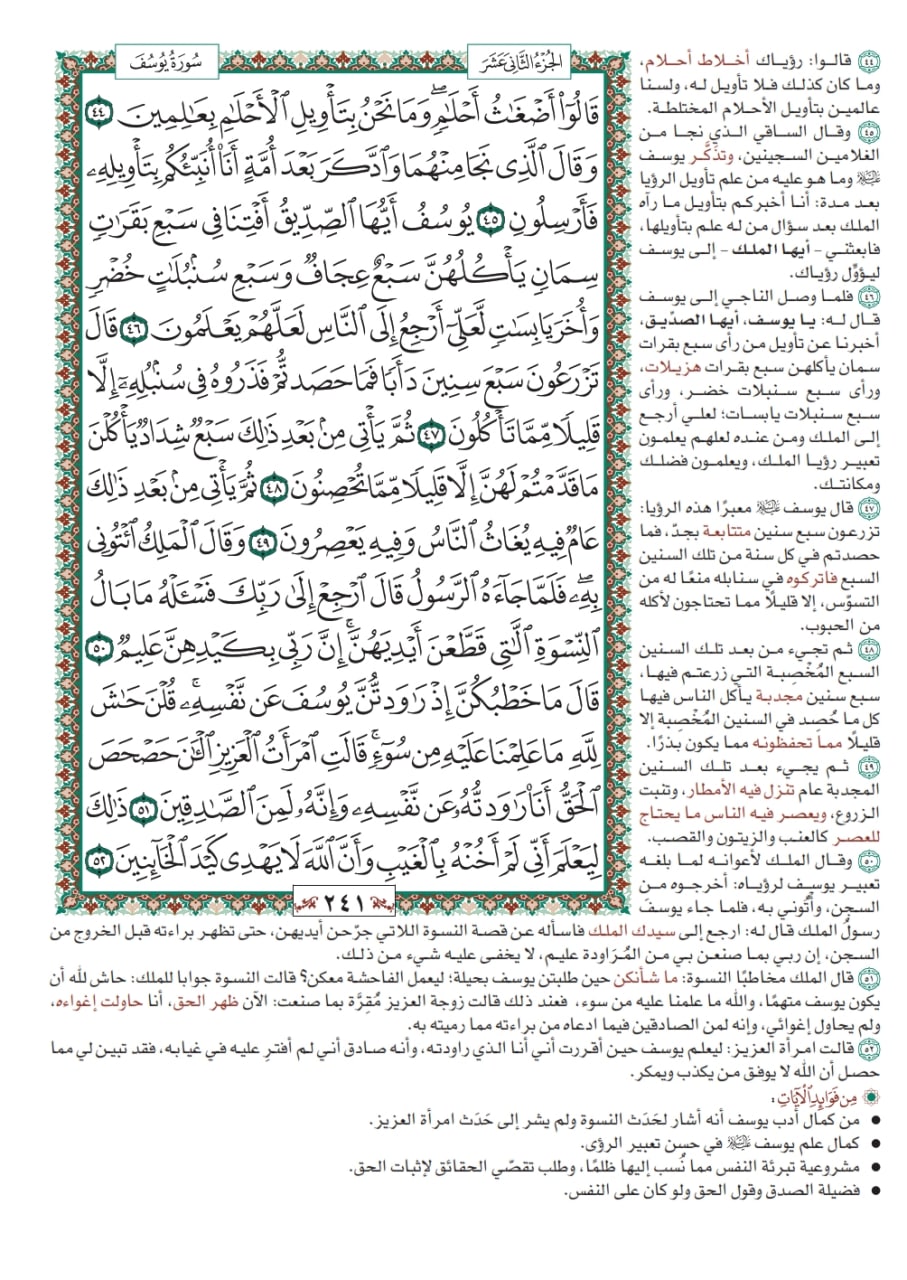 الجُزْءُ الثَّانِي عَشَرَ
سُورَةُ يُوسُفَ
قَالُوٓاْ أَضۡغَٰثُ أَحۡلَٰمٖۖ وَمَا نَحۡنُ بِتَأۡوِيلِ ٱلۡأَحۡلَٰمِ بِعَٰلِمِينَ ٤٤
وَقَالَ ٱلَّذِي نَجَا مِنۡهُمَا وَٱدَّكَرَ بَعۡدَ أُمَّةٍ أَنَا۠ أُنَبِّئُكُم بِتَأۡوِيلِهِۦ
فَأَرۡسِلُونِ ٤٥ يُوسُفُ أَيُّهَا ٱلصِّدِّيقُ أَفۡتِنَا فِي سَبۡعِ بَقَرَٰتٖ
سِمَانٖ يَأۡكُلُهُنَّ سَبۡعٌ عِجَافٞ وَسَبۡعِ سُنۢبُلَٰتٍ خُضۡرٖ
وَأُخَرَ يَابِسَٰتٖ لَّعَلِّيٓ أَرۡجِعُ إِلَى ٱلنَّاسِ لَعَلَّهُمۡ يَعۡلَمُونَ ٤٦ قَالَ
تَزۡرَعُونَ سَبۡعَ سِنِينَ دَأَبٗا فَمَا حَصَدتُّمۡ فَذَرُوهُ فِي سُنۢبُلِهِۦٓ إِلَّا
قَلِيلٗا مِّمَّا تَأۡكُلُونَ ٤٧ ثُمَّ يَأۡتِي مِنۢ بَعۡدِ ذَٰلِكَ سَبۡعٞ شِدَادٞ يَأۡكُلۡنَ
مَا قَدَّمۡتُمۡ لَهُنَّ إِلَّا قَلِيلٗا مِّمَّا تُحۡصِنُونَ ٤٨ ثُمَّ يَأۡتِي مِنۢ بَعۡدِ ذَٰلِكَ
عَامٞ فِيهِ يُغَاثُ ٱلنَّاسُ وَفِيهِ يَعۡصِرُونَ ٤٩ وَقَالَ ٱلۡمَلِكُ ٱئۡتُونِي
بِهِۦۖ فَلَمَّا جَآءَهُ ٱلرَّسُولُ قَالَ ٱرۡجِعۡ إِلَىٰ رَبِّكَ فَسۡـَٔلۡهُ مَا بَالُ
ٱلنِّسۡوَةِ ٱلَّٰتِي قَطَّعۡنَ أَيۡدِيَهُنَّۚ إِنَّ رَبِّي بِكَيۡدِهِنَّ عَلِيمٞ ٥٠
قَالَ مَا خَطۡبُكُنَّ إِذۡ رَٰوَدتُّنَّ يُوسُفَ عَن نَّفۡسِهِۦۚ قُلۡنَ حَٰشَ
لِلَّهِ مَا عَلِمۡنَا عَلَيۡهِ مِن سُوٓءٖۚ قَالَتِ ٱمۡرَأَتُ ٱلۡعَزِيزِ ٱلۡـَٰٔنَ حَصۡحَصَ
ٱلۡحَقُّ أَنَا۠ رَٰوَدتُّهُۥ عَن نَّفۡسِهِۦ وَإِنَّهُۥ لَمِنَ ٱلصَّٰدِقِينَ ٥١ ذَٰلِكَ
لِيَعۡلَمَ أَنِّي لَمۡ أَخُنۡهُ بِٱلۡغَيۡبِ وَأَنَّ ٱللَّهَ لَا يَهۡدِي كَيۡدَ ٱلۡخَآئِنِينَ ٥٢
٢٤١
٤٤ قالوا: رؤياك أخلاط أحلام،
وما كان كذلك فلا تأويل له، ولسنا
عالمين بتأويل الأحلام المختلطة.
٤٥ وقال الساقي الذي نجا من
الغلامين السجينين، وتذكَّر يوسف
ﷺ وما هو عليه من علم تأويل الرؤيا
بعد مدة: أنا أخبركم بتأويل ما رآه
الملك بعد سؤال من له علم بتأويلها،
فابعثني - أيها الملك - إلى يوسف
ليؤوِّل رؤياك.
٤٦ فلما وصل الناجي إلى يوسف
قال له: يا يوسف، أيها الصدّيق،
أخبرنا عن تأويل من رأى سبع بقرات
سمان يأكلهن سبع بقرات هزيلات،
ورأى سبع سنبلات خضر، ورأى
سبع سنبلات يابسات؛ لعلي أرجع
إلى الملك ومن عنده لعلهم يعلمون
تعبير رؤيا الملك، ويعلمون فضلك
ومكانتك.
٤٧ قال يوسف ﷺ معبرًا هذه الرؤيا:
تزرعون سبع سنين متتابعة بجدّ، فما
حصدتم في كل سنة من تلك السنين
السبع فاتركوه في سنابله منعًا له من
التسوّس، إلا قليلًا مما تحتاجون لأكله
من الحبوب.
٤٨ ثم تجيء من بعد تلك السنين
السبع المُخْصِبة التي زرعتم فيها،
سبع سنين مجدبة يأكل الناس فيها
كل ما حُصِد في السنين المُخْصِبة إلا
قليلًا مما تحفظونه مما يكون بذرًا.
٤٩ ثم يجيء بعد تلك السنين
المجدبة عام تنزل فيه الأمطار، وتنبت
الزروع، ويعصر فيه الناس ما يحتاج
للعصر كالعنب والزيتون والقصب.
٥٠ وقال الملك لأعوانه لما بلغه
تعبير يوسف لرؤياه: أخرجوه من
السجن، وأْتُوني به، فلما جاء يوسفَ
رسولُ الملك قال له: ارجع إلى سيدك الملك فاسأله عن قصة النسوة اللاتي جرّحن أيديهن، حتى تظهر براءته قبل الخروج من
السجن، إن ربي بما صنعن بي من المُرَاودة عليم، لا يخفى عليه شيء من ذلك.
٥١ قال الملك مخاطبًا النسوة: ما شأنكن حين طلبتن يوسف بحيلة؛ ليعمل الفاحشة معكن؟ قالت النسوة جوابا للملك: حاش لله أن
يكون يوسف متهمًا، والله ما علمنا عليه من سوء، فعند ذلك قالت زوجة العزيز مُقِرَّة بما صنعت: الآن ظهر الحق، أنا حاولت إغواءه،
ولم يحاول إغوائي، وإنه لمن الصادقين فيما ادعاه من براءته مما رميته به.
٥٢ قالت امرأة العزيز: ليعلم يوسف حين أقررت أني أنا الذي راودته، وأنه صادق أني لم أفترِ عليه في غيابه، فقد تبين لي مما
حصل أن الله لا يوفق من يكذب ويمكر.
مِن فَوَائِدِ الْآيَاتِ:
• من كمال أدب يوسف أنه أشار لحَدَث النسوة ولم يشر إلى حَدَث امرأة العزيز.
• كمال علم يوسف ﷺ في حسن تعبير الرؤى.
• مشروعية تبرئة النفس مما نُسب إليها ظلمًا، وطلب تقصّي الحقائق لإثبات الحق.
• فضيلة الصدق وقول الحق ولو كان على النفس.